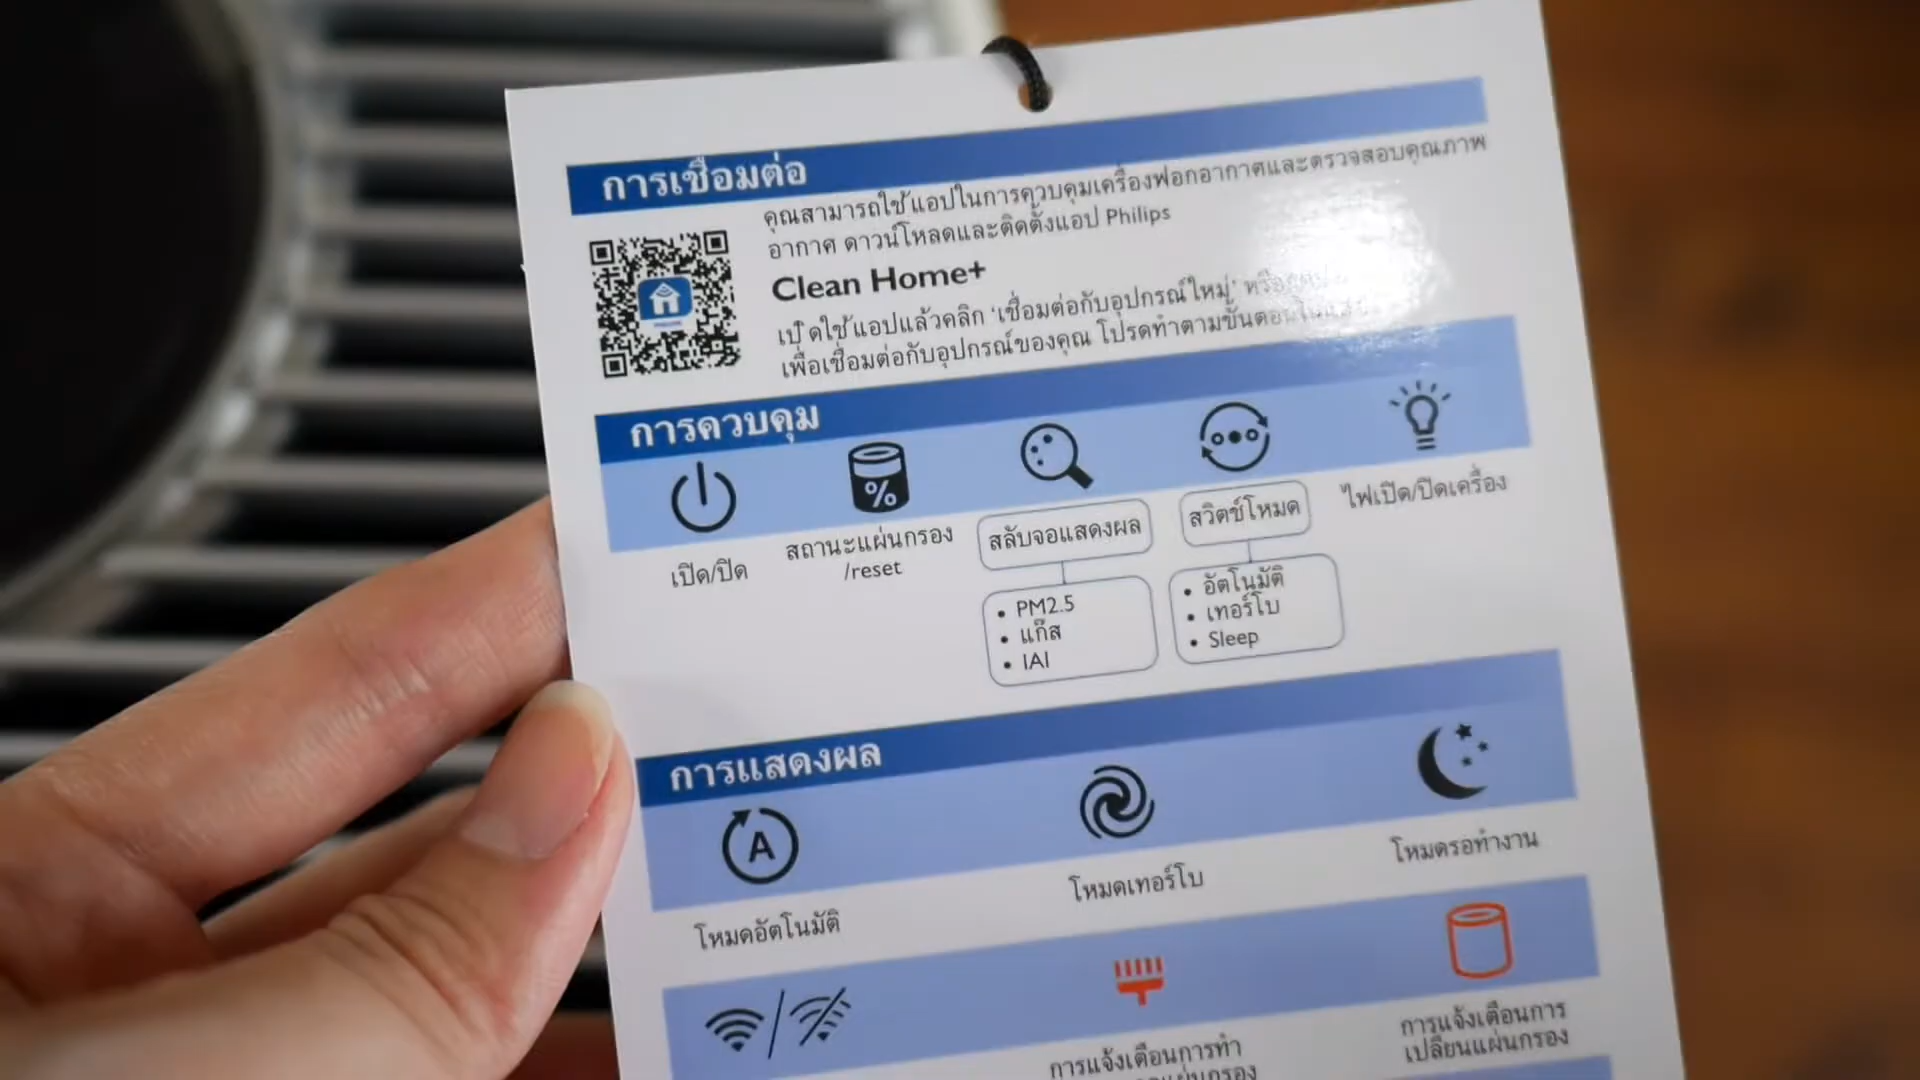 การเชื่อมต่อ
คุณสามารถใช้แอปในการควบคุมเครื่องฟอกอากาศและตรวจสอบคุณภาพ
อากาศ ดาวน์โหลดและติดตั้งแอป Philips
Clean Home+
เปิดใช้แอปแล้วคลิก ‘เชื่อมต่อกับอุปกรณ์ใหม่’ หรือ
เพื่อเชื่อมต่อกับอุปกรณ์ของคุณ โปรดทำตามขั้นตอน
การควบคุม
%
เปิด/ปิด
สถานะแผ่นกรอง
/reset
สลับจอแสดงผล
• PM2.5
• แก๊ส
• IAI
สวิตช์โหมด
• อัตโนมัติ
• เทอร์โบ
• Sleep
ไฟเปิด/ปิดเครื่อง
การแสดงผล
A
โหมดอัตโนมัติ
โหมดเทอร์โบ
โหมดรอทำงาน
การแจ้งเตือนการทำ
การแจ้งเตือนการ
เปลี่ยนแผ่นกรอง